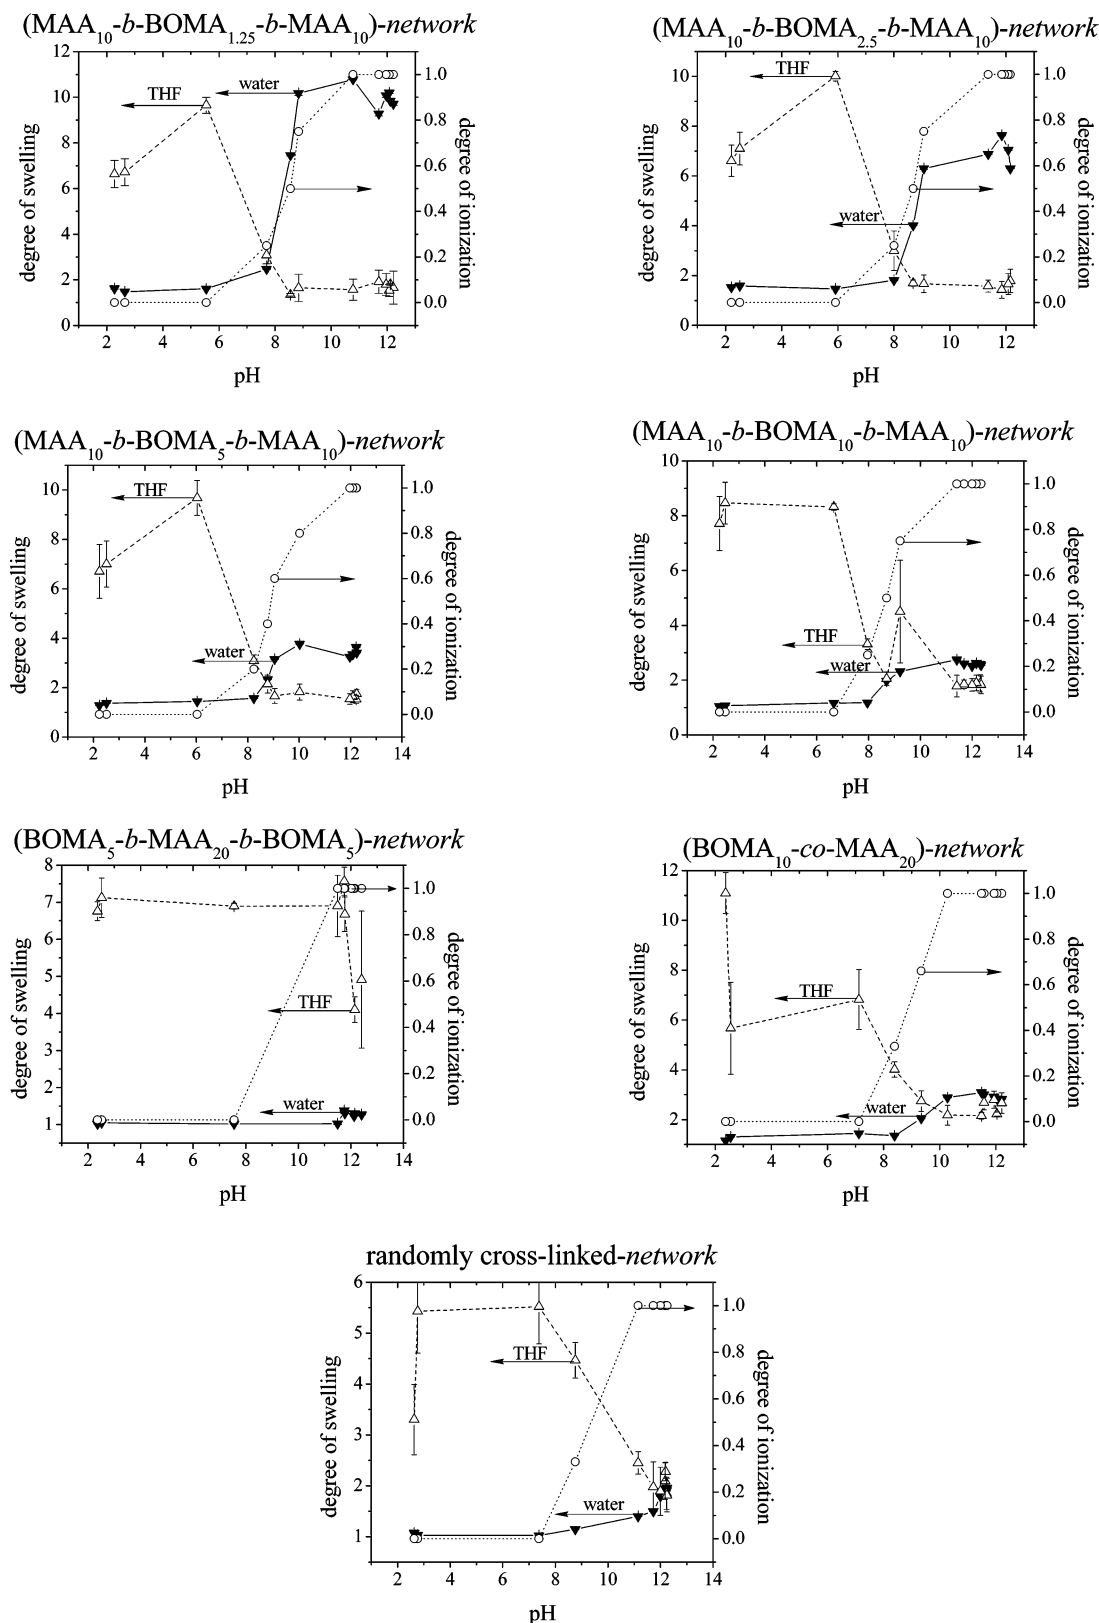 (MAA10-b-BOMA1.25-b-MAA10)-network
12
10
8
6
4
2
0
degree of swelling
THF
water
1.0
0.8
0.6
0.4
0.2
0.0
degree of ionization
2 4 6 8 10 12
pH
(MAA10-b-BOMA2.5-b-MAA10)-network
10
8
6
4
2
0
degree of swelling
THF
water
1.0
0.8
0.6
0.4
0.2
0.0
degree of ionization
2 4 6 8 10 12
pH
(MAA10-b-BOMA5-b-MAA10)-network
10
8
6
4
2
0
degree of swelling
THF
water
1.0
0.8
0.6
0.4
0.2
0.0
degree of ionization
2 4 6 8 10 12 14
pH
(MAA10-b-BOMA10-b-MAA10)-network
10
8
6
4
2
0
degree of swelling
THF
water
1.0
0.8
0.6
0.4
0.2
0.0
degree of ionization
2 4 6 8 10 12 14
pH
(BOMA5-b-MAA20-b-BOMA5)-network
8
7
6
5
4
3
2
1
degree of swelling
THF
water
1.0
0.8
0.6
0.4
0.2
0.0
degree of ionization
2 4 6 8 10 12 14
pH
(BOMA10-co-MAA20)-network
12
10
8
6
4
2
degree of swelling
THF
water
1.0
0.8
0.6
0.4
0.2
0.0
degree of ionization
2 4 6 8 10 12
pH
randomly cross-linked-network
6
5
4
3
2
1
degree of swelling
THF
water
1.0
0.8
0.6
0.4
0.2
0.0
degree of ionization
2 4 6 8 10 12 14
pH